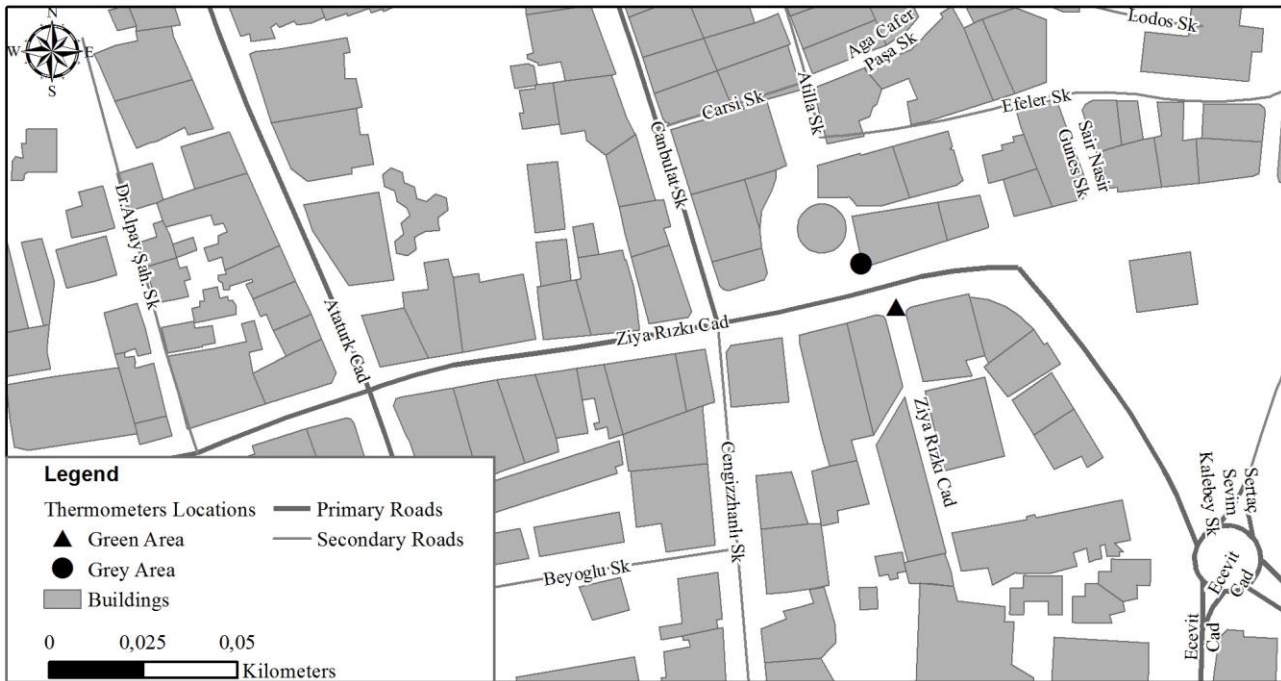 N
W
E
S
Lodos Sk
Aga Cafer
Paşa Sk
Atilla Sk
Carsi Sk
Efeler Sk
Sair Nasir
Gunes Sk
Canbulat Sk
Dr.Alpay Şah. Sk
Ataturk Cad
Ziya Rızkı Cad
Ziya Rızkı Cad
Cengizzhanlı Sk
Beyoglu Sk
Kalebey Sk
Sevim
Sertaç
Ecevit
Cad
Ecevit
Cad
Legend
Thermometers Locations
Green Area
Grey Area
Buildings
Primary Roads
Secondary Roads
0 0,025 0,05
Kilometers